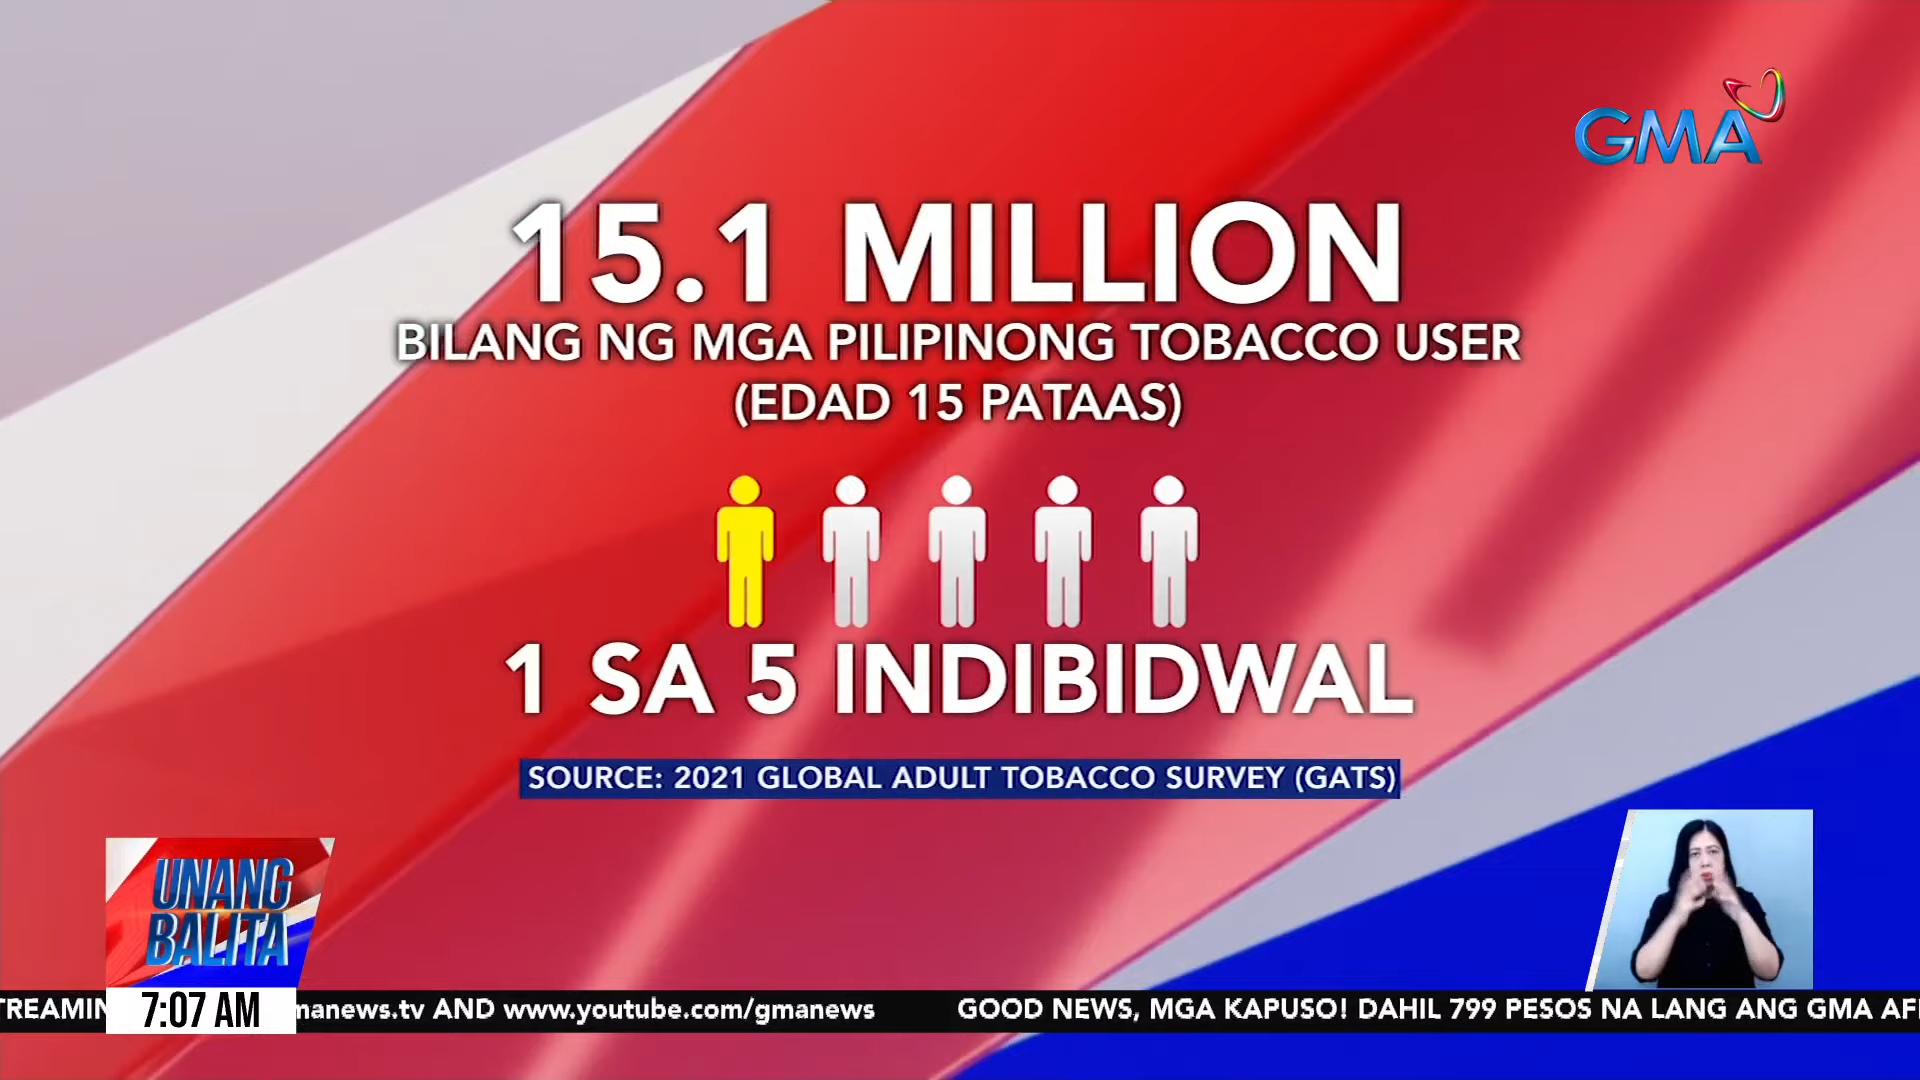 GMA
15.1 MILLION
BILANG NG MGA PILIPINONG TOBACCO USER
(EDAD 15 PATAAS)
1 SA 5 INDIBIDWAL
SOURCE: 2021 GLOBAL ADULT TOBACCO SURVEY (GATS)
UNANG
BALITA
7:07 AM
manews.tv AND www.youtube.com/gmanews GOOD NEWS, MGA KAPUSO! DAHIL 799 PESOS NA LANG ANG GMA